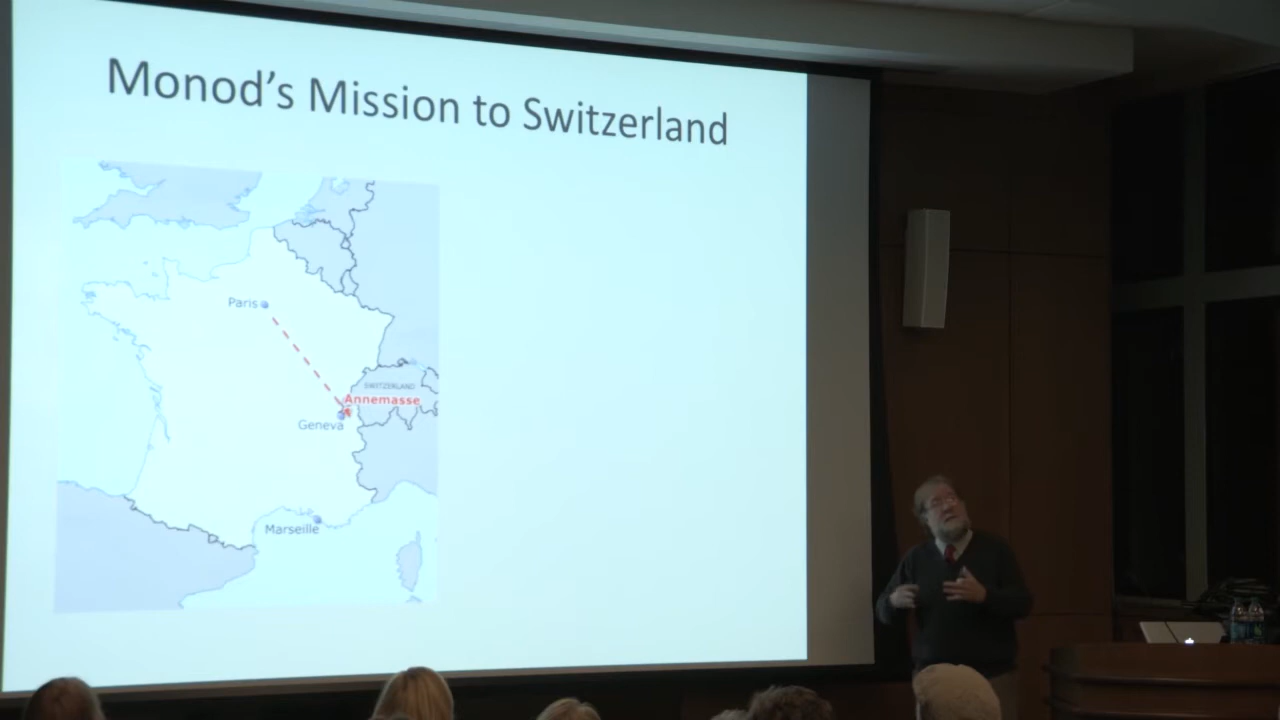 Monod's Mission to Switzerland
Paris
SWITZERLAND
Annemasse
Geneva
Marseille